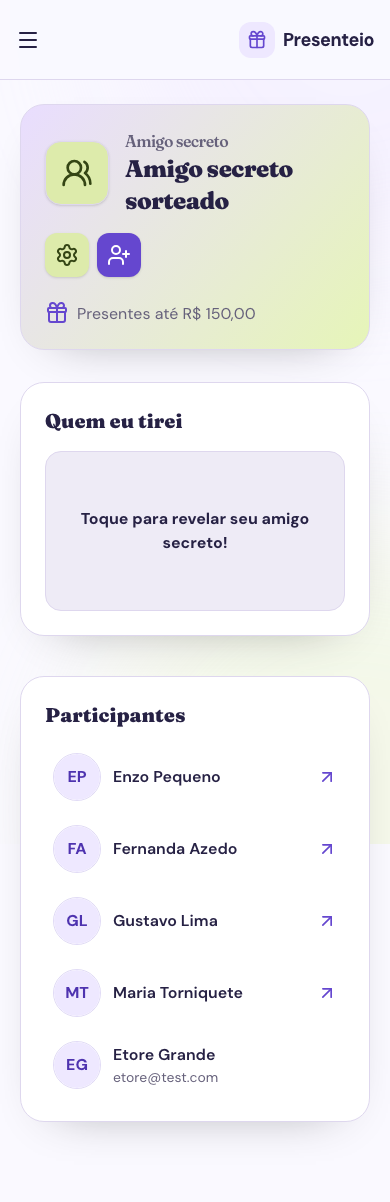 Presenteio
Amigo secreto
Amigo secreto
sorteado
Presentes até R$ 150,00
Quem eu tirei
Toque para revelar seu amigo
secreto!
Participantes
EP Enzo Pequeno
FA Fernanda Azedo
GL Gustavo Lima
MT Maria Torniquete
EG Etore Grande
etore@test.com